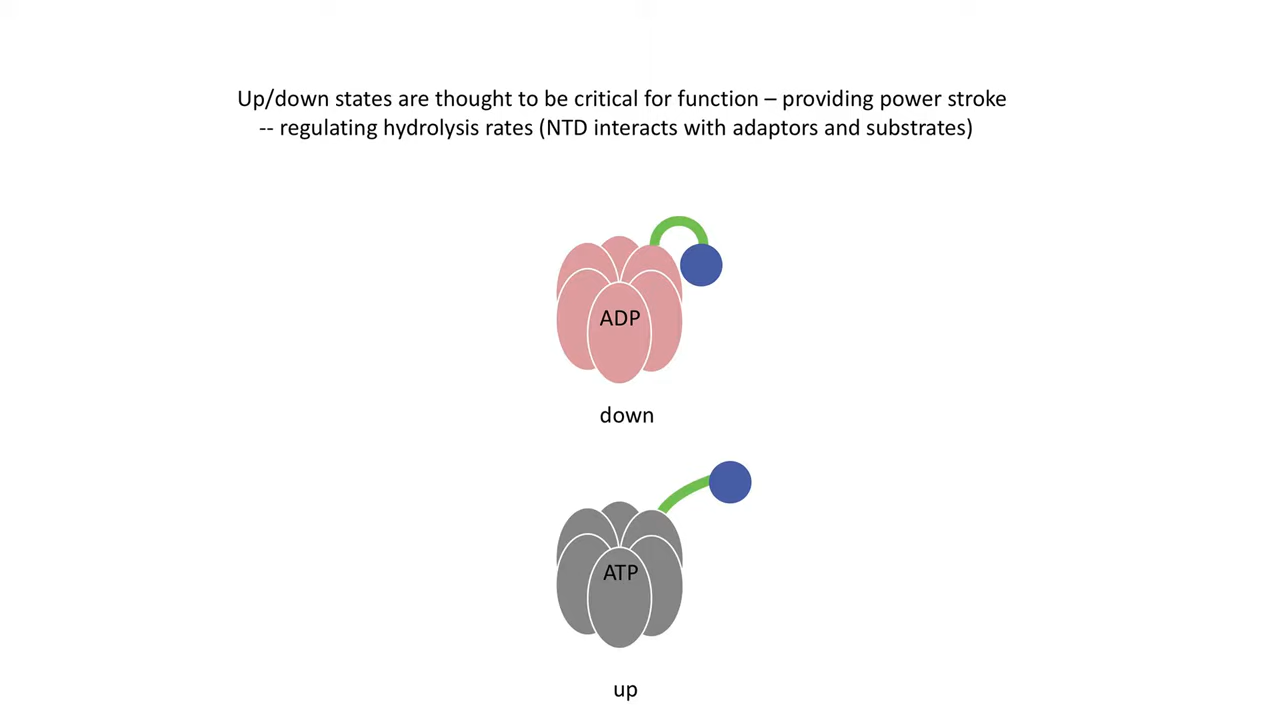 Up/down states are thought to be critical for function – providing power stroke
-- regulating hydrolysis rates (NTD interacts with adaptors and substrates)
ADP
down
ATP
up